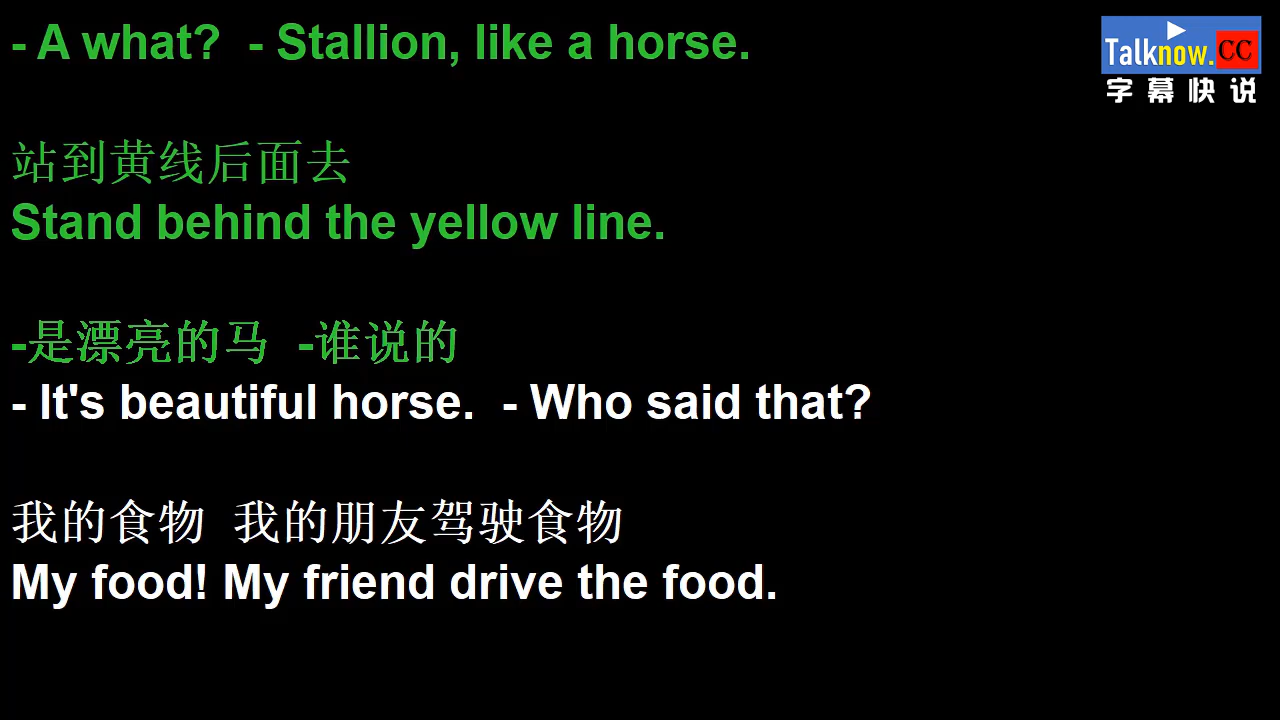 - A what?  - Stallion, like a horse.
Talknow.CC
字幕快说
站到黄线后面去
Stand behind the yellow line.
-是漂亮的马  -谁说的
- It's beautiful horse.  - Who said that?
我的食物  我的朋友驾驶食物
My food! My friend drive the food.